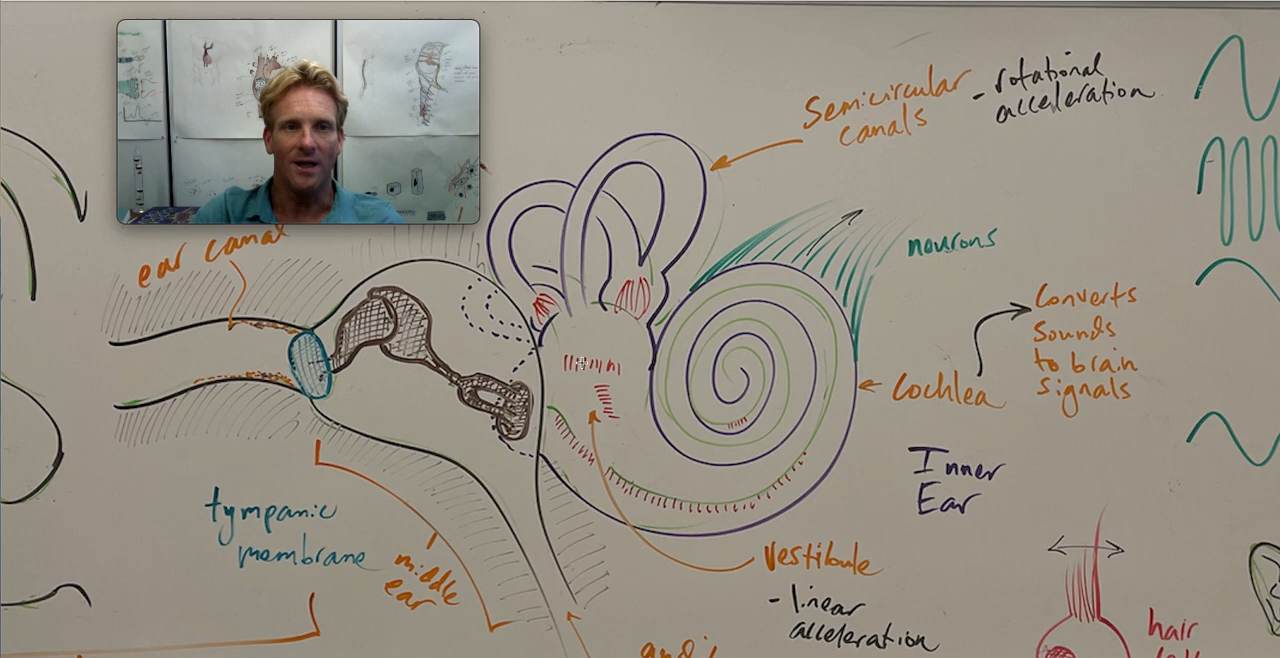 Semicircular
canals
- rotational
acceleration
ear canal
neurons
Converts
sounds
to brain
signals
cochlea
Inner
Ear
tympanic
membrane
middle
ear
vestibule
- linear
acceleration
hair